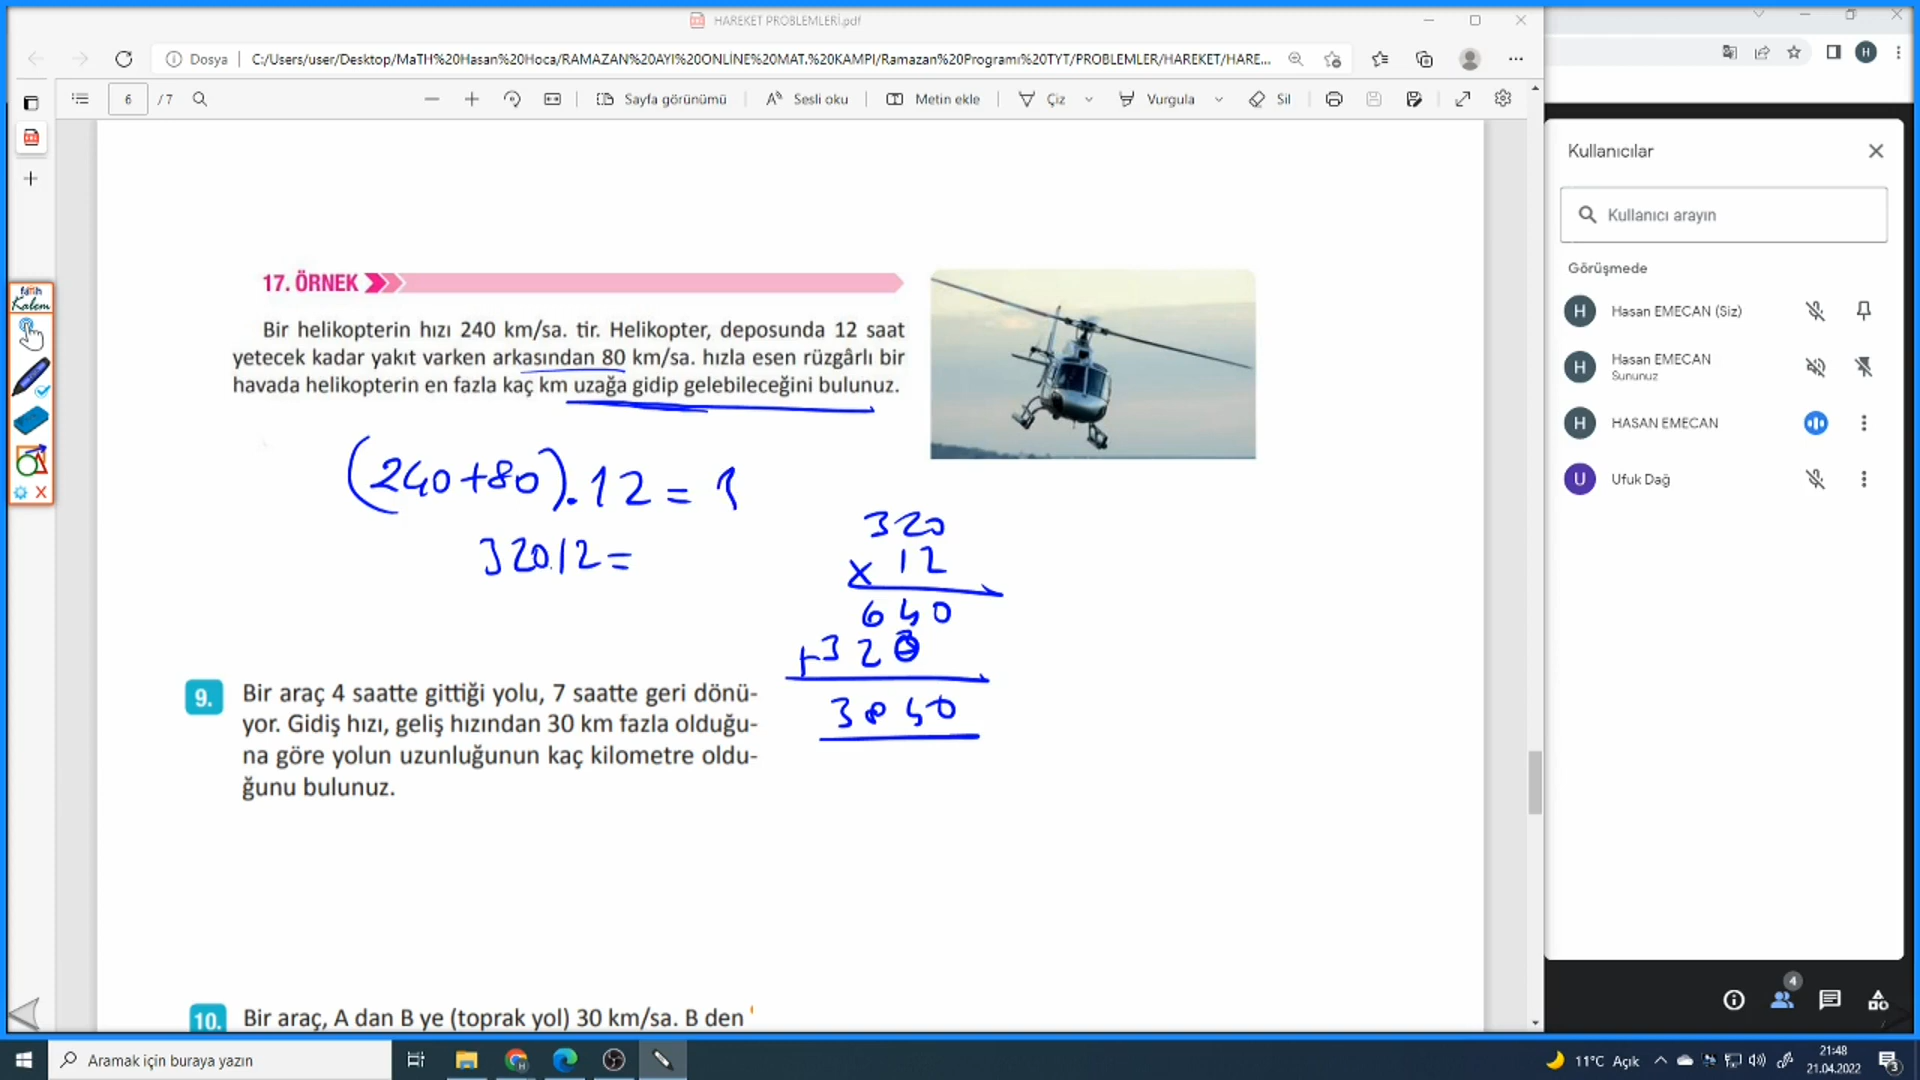 HAREKET PROBLEMLERİ.pdf
Dosya
C:/Users/user/Desktop/MaTH%20Hasan%20Hoca/RAMAZAN%20AYI%20ONLİNE%20MAT.%20KAMPI/Ramazan%20Programı%20TYT/PROBLEMLER/HAREKET/HARE...
6 /7
Sayfa görünümü
Sesli oku
Metin ekle
Çiz
Vurgula
Sil
fatih
Kalem
17. ÖRNEK
Bir helikopterin hızı 240 km/sa. tir. Helikopter, deposunda 12 saat
yetecek kadar yakıt varken arkasından 80 km/sa. hızla esen rüzgârlı bir
havada helikopterin en fazla kaç km uzağa gidip gelebileceğini bulunuz.
(240+80).12=?
320.12=
320
x 12
640
+320
3840
9.
Bir araç 4 saatte gittiği yolu, 7 saatte geri dönü-
yor. Gidiş hızı, geliş hızından 30 km fazla olduğu-
na göre yolun uzunluğunun kaç kilometre oldu-
ğunu bulunuz.
10.
Bir araç, A dan B ye (toprak yol) 30 km/sa. B den
Kullanıcılar
Kullanıcı arayın
Görüşmede
H Hasan EMECAN (Siz)
H Hasan EMECAN
Sununuz
H HASAN EMECAN
U Ufuk Dağ
4
H
Aramak için buraya yazın
11°C Açık
21:48
21.04.2022
3